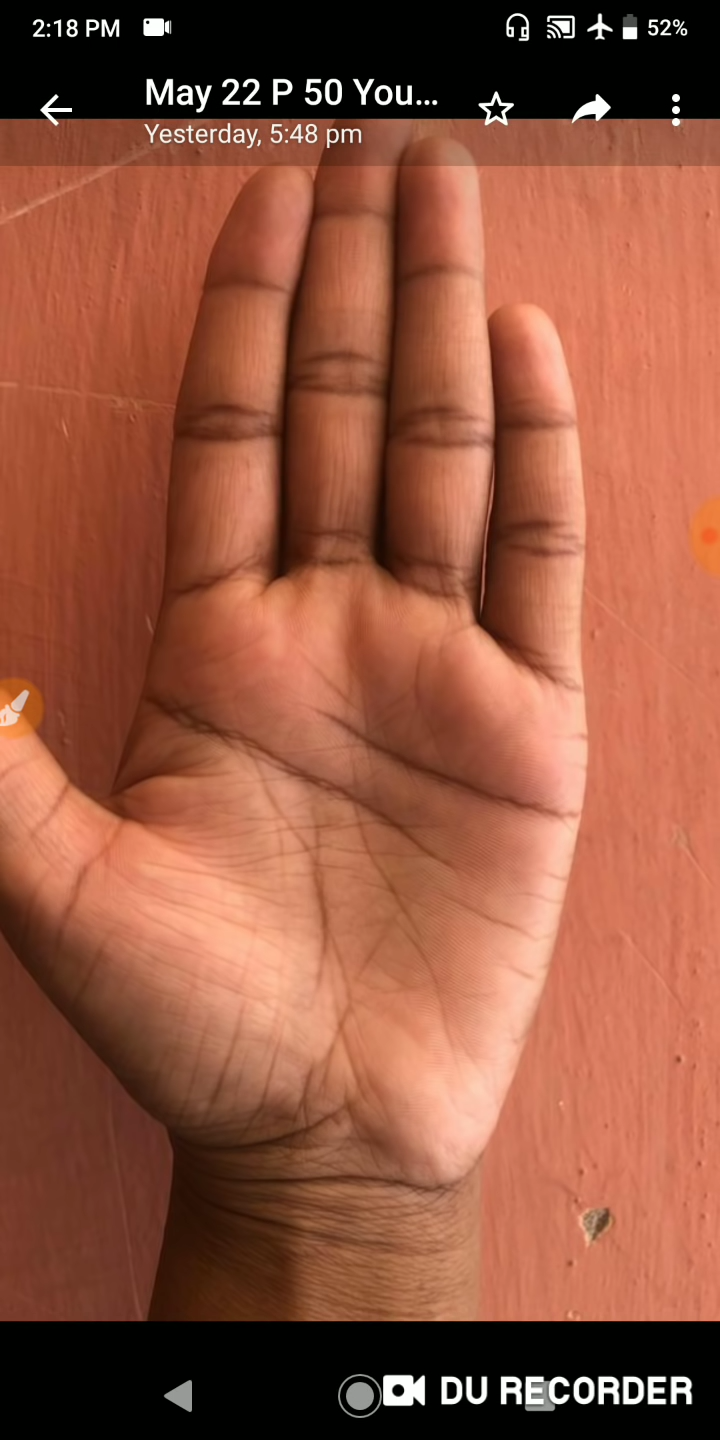 2:18 PM
52%
May 22 P 50 You...
Yesterday, 5:48 pm
DU RECORDER